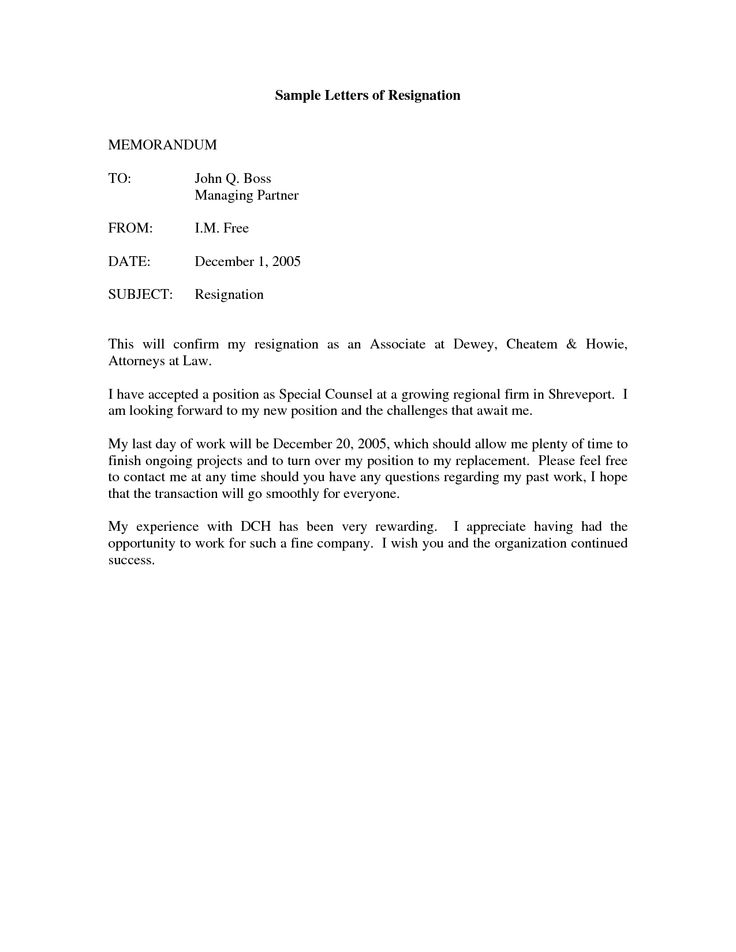 Sample Letters of Resignation
MEMORANDUM
TO: John Q. Boss
Managing Partner
FROM: I.M. Free
DATE: December 1, 2005
SUBJECT: Resignation
This will confirm my resignation as an Associate at Dewey, Cheatem & Howie,
Attorneys at Law.
I have accepted a position as Special Counsel at a growing regional firm in Shreveport. I
am looking forward to my new position and the challenges that await me.
My last day of work will be December 20, 2005, which should allow me plenty of time to
finish ongoing projects and to turn over my position to my replacement. Please feel free
to contact me at any time should you have any questions regarding my past work, I hope
that the transaction will go smoothly for everyone.
My experience with DCH has been very rewarding. I appreciate having had the
opportunity to work for such a fine company. I wish you and the organization continued
success.